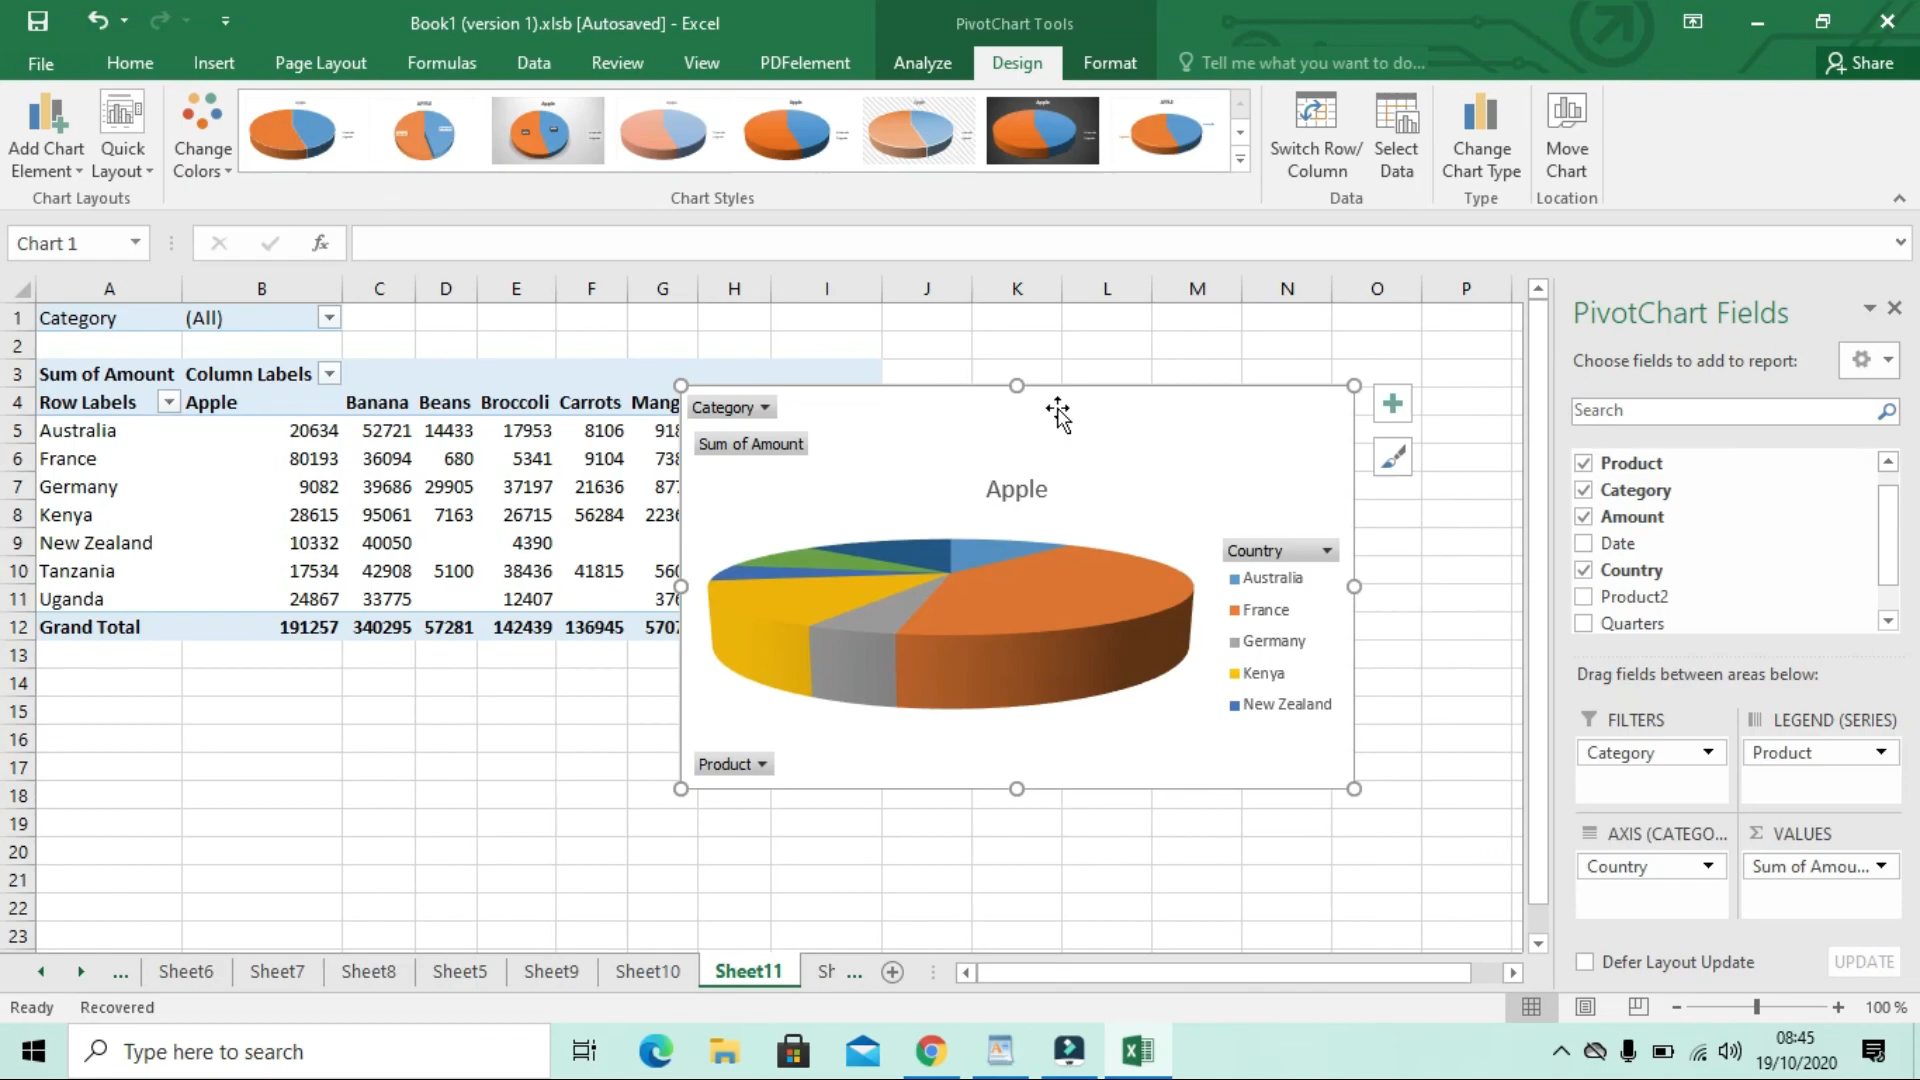 Book1 (version 1).xlsb [Autosaved] - Excel
PivotChart Tools
File Home Insert Page Layout Formulas Data Review View PDFelement Analyze Design Format Tell me what you want to do... Share
Add Chart Element
Quick Layout
Change Colors
Switch Row/ Column
Select Data
Change Chart Type
Move Chart
Chart Layouts
Chart Styles
Data
Type
Location
Chart 1
fx
A B C D E F G H I J K L M N O P
1 Category (All)
2
3 Sum of Amount Column Labels
4 Row Labels Apple Banana Beans Broccoli Carrots Mang
5 Australia 20634 52721 14433 17953 8106 918
6 France 80193 36094 680 5341 9104 738
7 Germany 9082 39686 29905 37197 21636 877
8 Kenya 28615 95061 7163 26715 56284 2236
9 New Zealand 10332 40050 4390
10 Tanzania 17534 42908 5100 38436 41815 560
11 Uganda 24867 33775 12407 376
12 Grand Total 191257 340295 57281 142439 136945 5707
13
14
15
16
17
18
19
20
21
22
23
Category
Sum of Amount
Apple
Country
Australia
France
Germany
Kenya
New Zealand
Product
PivotChart Fields
Choose fields to add to report:
Search
Product
Category
Amount
Date
Country
Product2
Quarters
Drag fields between areas below:
FILTERS
Category
LEGEND (SERIES)
Product
AXIS (CATEGO...
Country
Σ VALUES
Sum of Amou...
Defer Layout Update
UPDATE
... Sheet6 Sheet7 Sheet8 Sheet5 Sheet9 Sheet10 Sheet11 Sh ...
Ready Recovered
100 %
Type here to search
08:45
19/10/2020